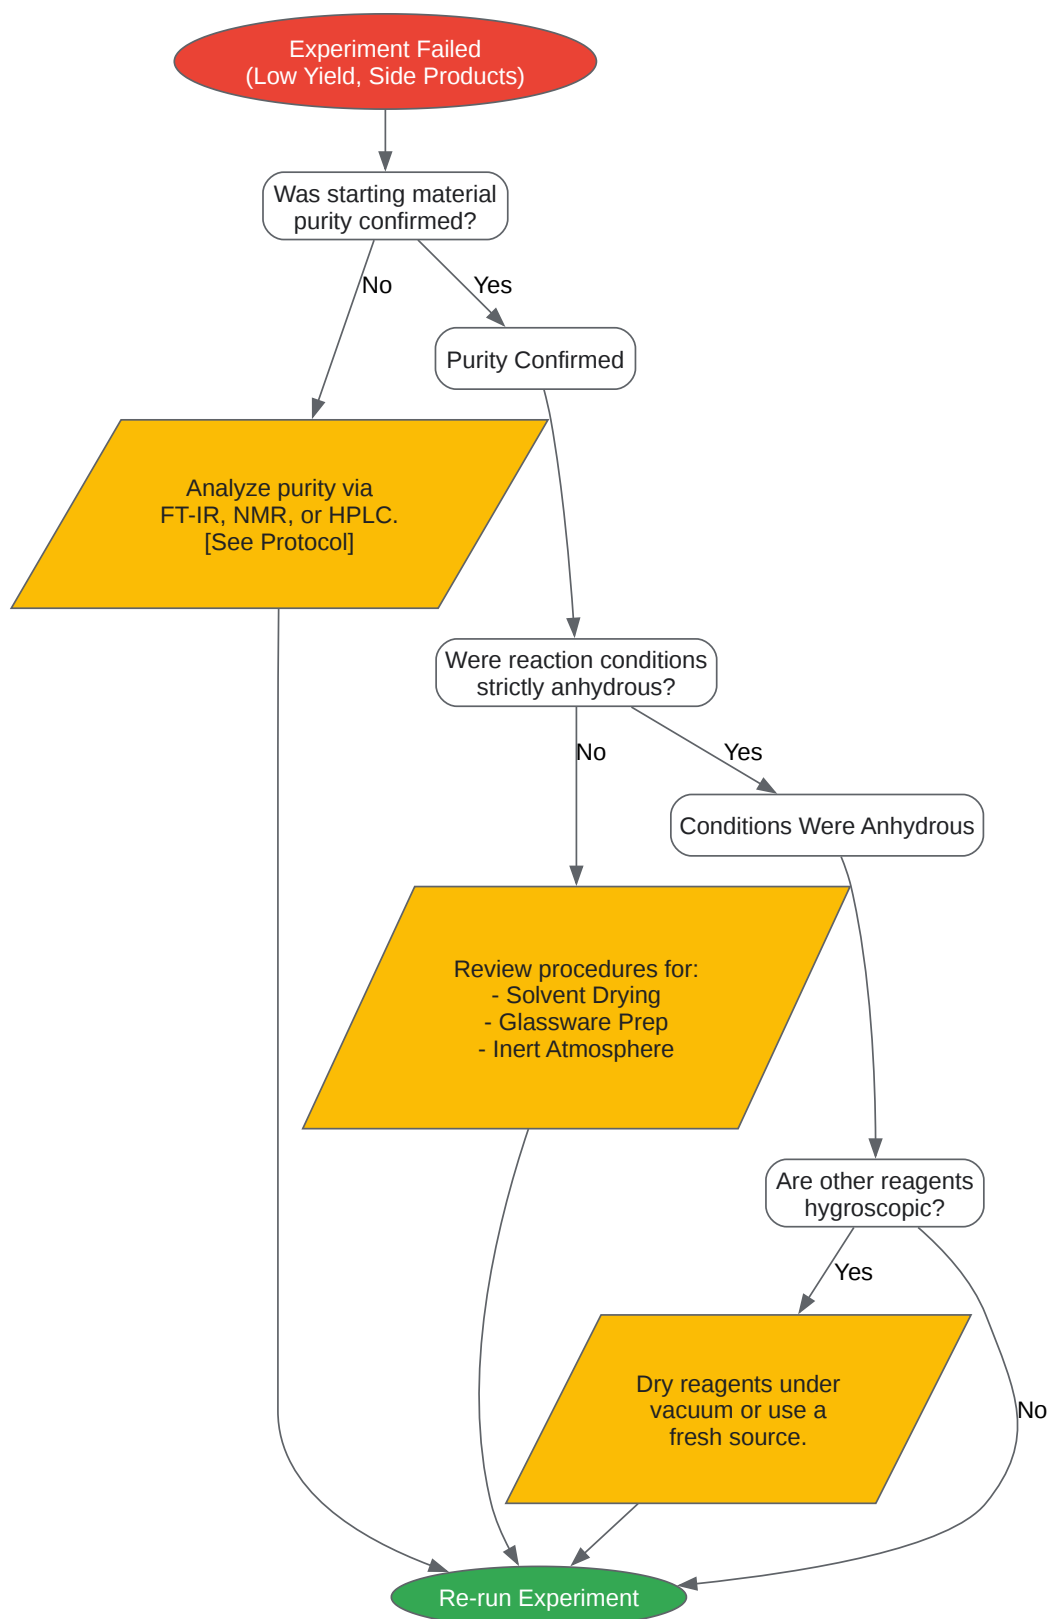 Experiment Failed
(Low Yield, Side Products)
Was starting material
purity confirmed?
No
Yes
Purity Confirmed
Analyze purity via
FT-IR, NMR, or HPLC.
[See Protocol]
Were reaction conditions
strictly anhydrous?
No
Yes
Conditions Were Anhydrous
Review procedures for:
- Solvent Drying
- Glassware Prep
- Inert Atmosphere
Are other reagents
hygroscopic?
Yes
No
Dry reagents under
vacuum or use a
fresh source.
Re-run Experiment